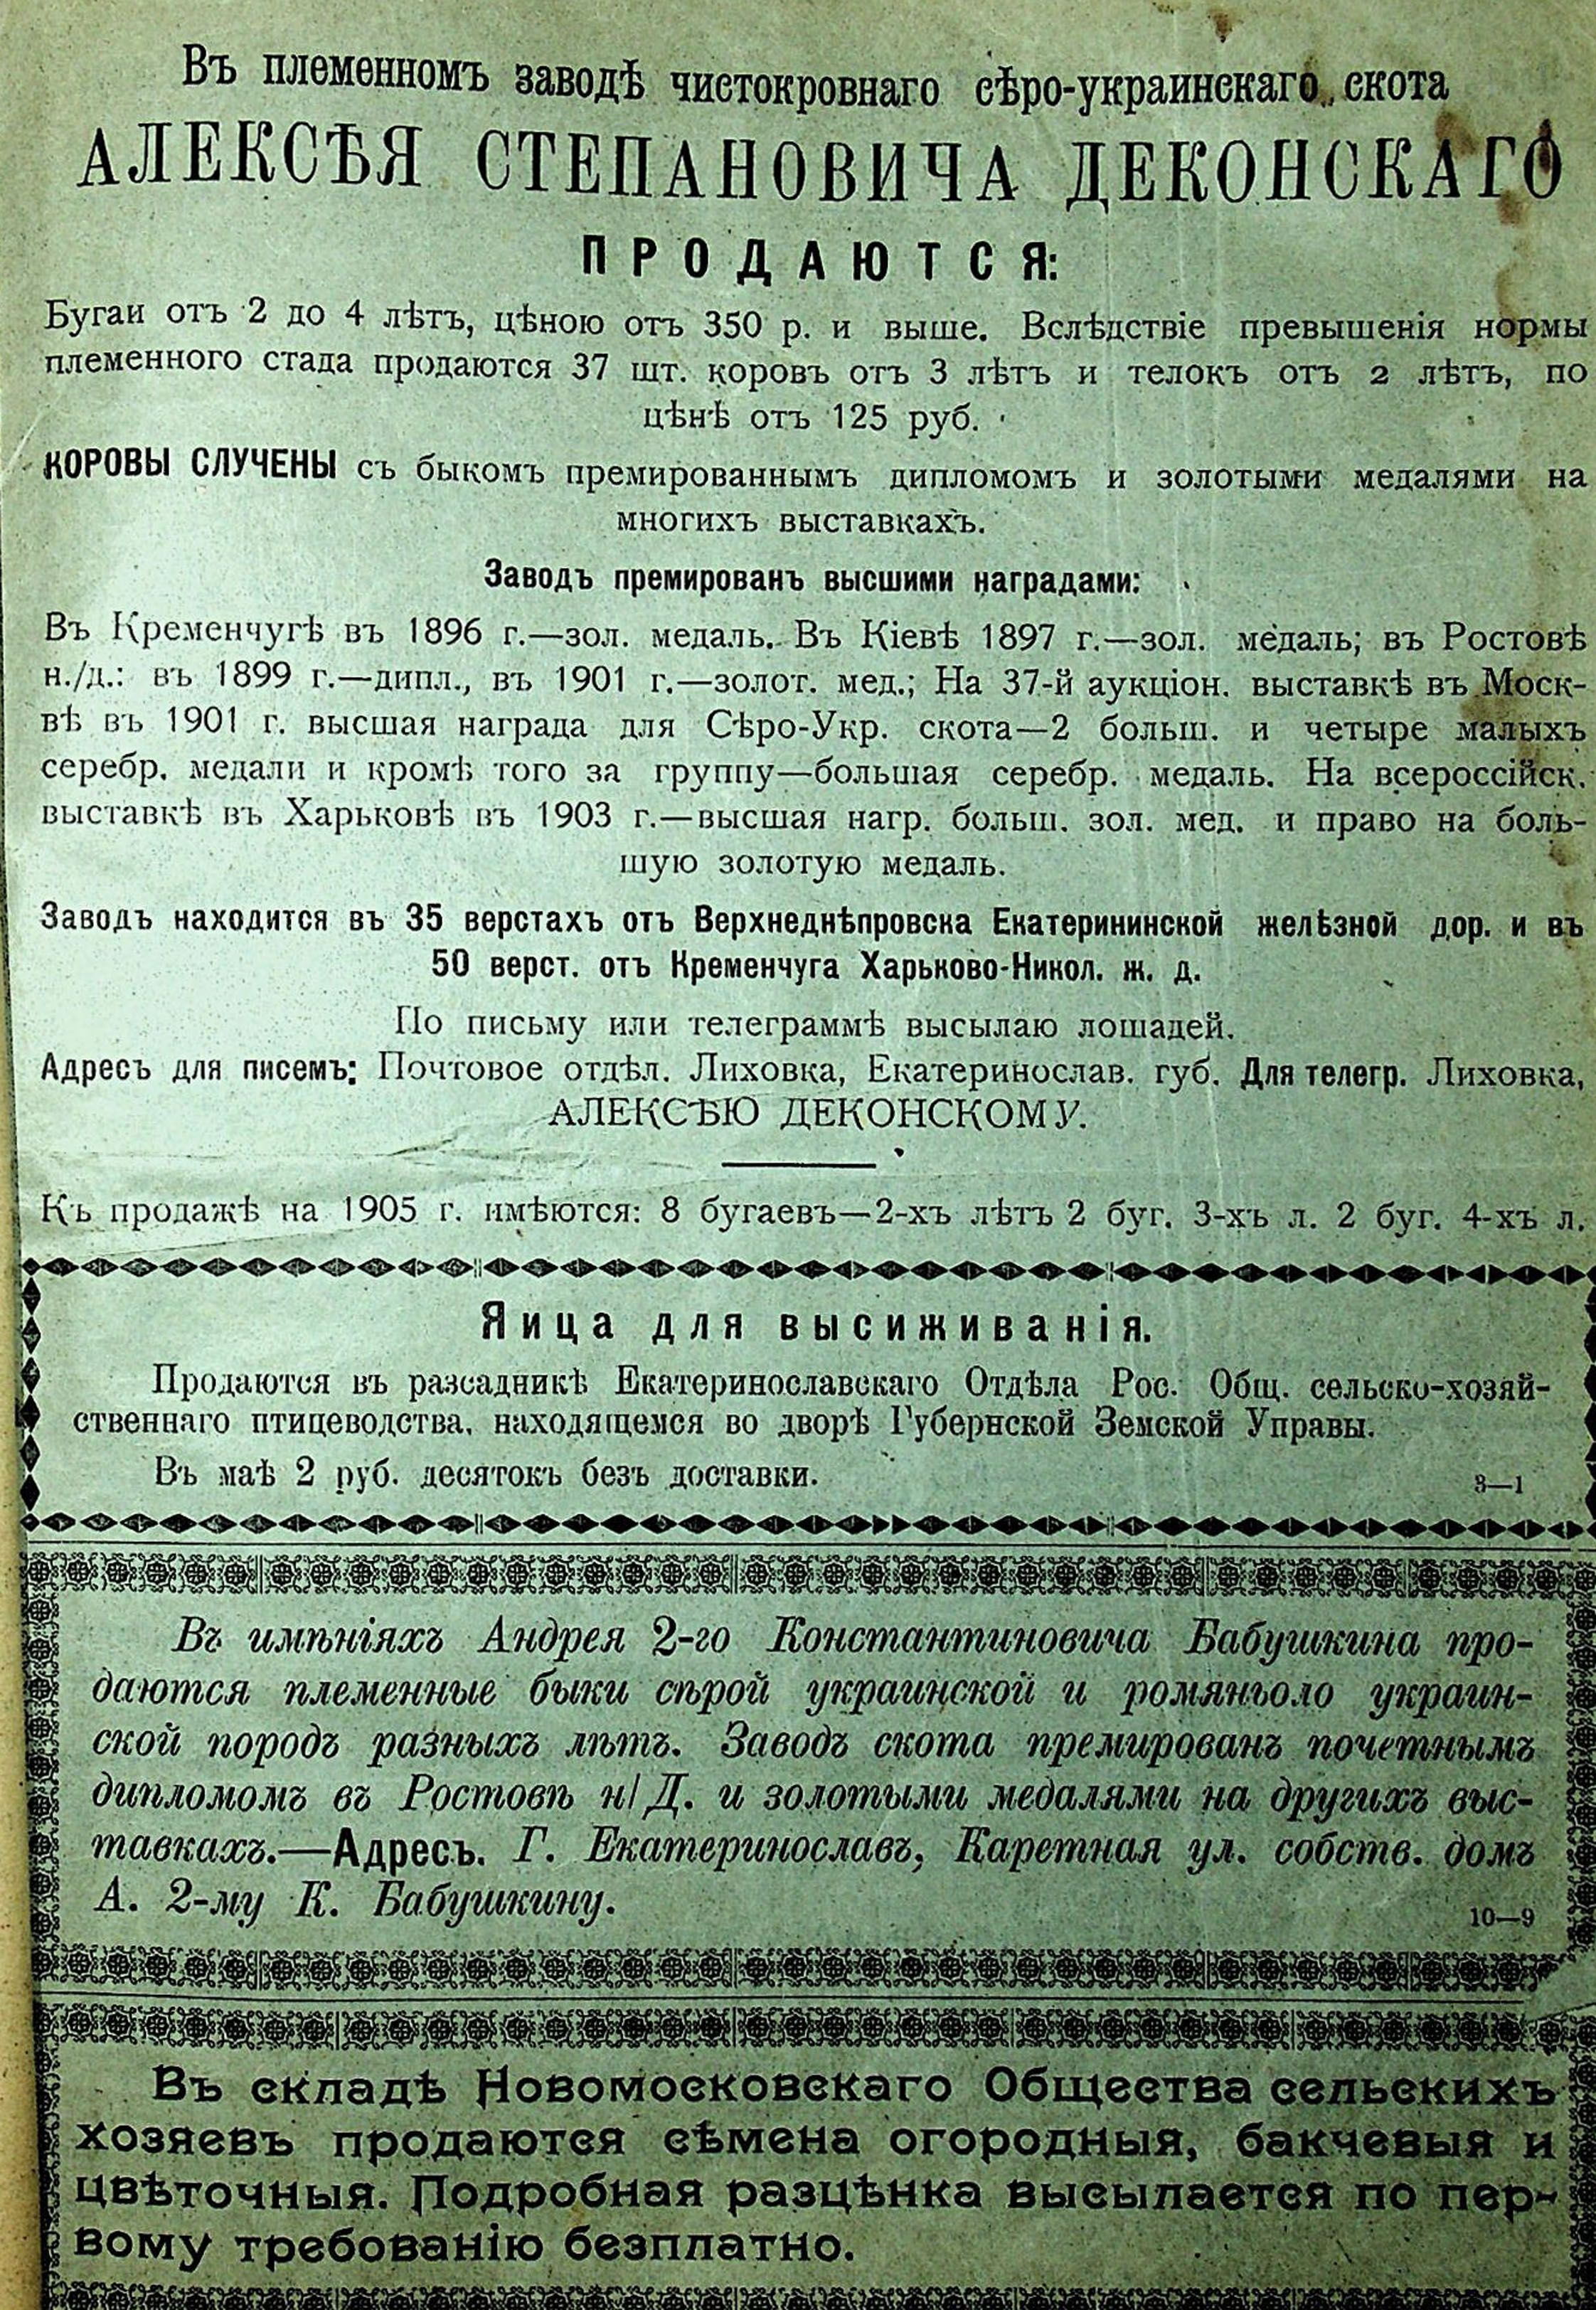 Въ племенномъ заводѣ чистокровнаго сѣро-украинскаго скота
АЛЕКСѢЯ СТЕПАНОВИЧА ДЕКОНСКАГО
ПРОДАЮТСЯ:
Бугаи отъ 2 до 4 лѣтъ, цѣною отъ 350 р. и выше. Вслѣдствіе превышенія нормы
племенного стада продаются 37 шт. коровъ отъ 3 лѣтъ и телокъ отъ 2 лѣтъ, по
цѣнѣ отъ 125 руб.
КОРОВЫ СЛУЧЕНЫ съ быкомъ премированнымъ дипломомъ и золотыми медалями на
многихъ выставкахъ.
Заводъ премированъ высшими наградами:
Въ Кременчугѣ въ 1896 г.—зол. медаль. Въ Кіевѣ 1897 г.—зол. медаль; въ Ростовѣ
н./д.: въ 1899 г.—дипл., въ 1901 г.—золот. мед.; На 37-й аукціон. выставкѣ въ Моск-
вѣ въ 1901 г. высшая награда для Сѣро-Укр. скота—2 больш. и четыре малыхъ
серебр. медали и кромѣ того за группу—большая серебр. медаль. На всероссійск.
выставкѣ въ Харьковѣ въ 1903 г.—высшая нагр. больш. зол. мед. и право на боль-
шую золотую медаль.
Заводъ находится въ 35 верстахъ отъ Верхнеднѣпровска Екатерининской желѣзной дор. и въ
50 верст. отъ Кременчуга Харьково-Никол. ж. д.
По письму или телеграммѣ высылаю лошадей.
Адресъ для писемъ: Почтовое отдѣл. Лиховка, Екатеринослав. губ. Для телегр. Лиховка,
АЛЕКСѢЮ ДЕКОНСКОМУ.
Къ продажѣ на 1905 г. имѣются: 8 бугаевъ—2-хъ лѣтъ 2 буг. 3-хъ л. 2 буг. 4-хъ л.
Яица для высиживанія.
Продаются въ разсадникѣ Екатеринославскаго Отдѣла Рос. Общ. сельско-хозяй-
ственнаго птицеводства, находящемся во дворѣ Губернской Земской Управы.
Въ маѣ 2 руб. десятокъ безъ доставки.
3—1
Въ имѣніяхъ Андрея 2-го Константиновича Бабушкина про-
даются племенные быки сѣрой украинской и романьоло украин-
ской породъ разныхъ лѣтъ. Заводъ скота премированъ почетнымъ
дипломомъ въ Ростовѣ н/Д. и золотыми медалями на другихъ выс-
тавкахъ.—Адресъ. Г. Екатеринославъ, Каретная ул. собств. домъ
А. 2-му К. Бабушкину.
10—9
Въ складѣ Новомосковскаго Общества сельскихъ
хозяевъ продаются сѣмена огородныя, бакчевыя и
цвѣточныя. Подробная разцѣнка высылается по пер-
вому требованію безплатно.